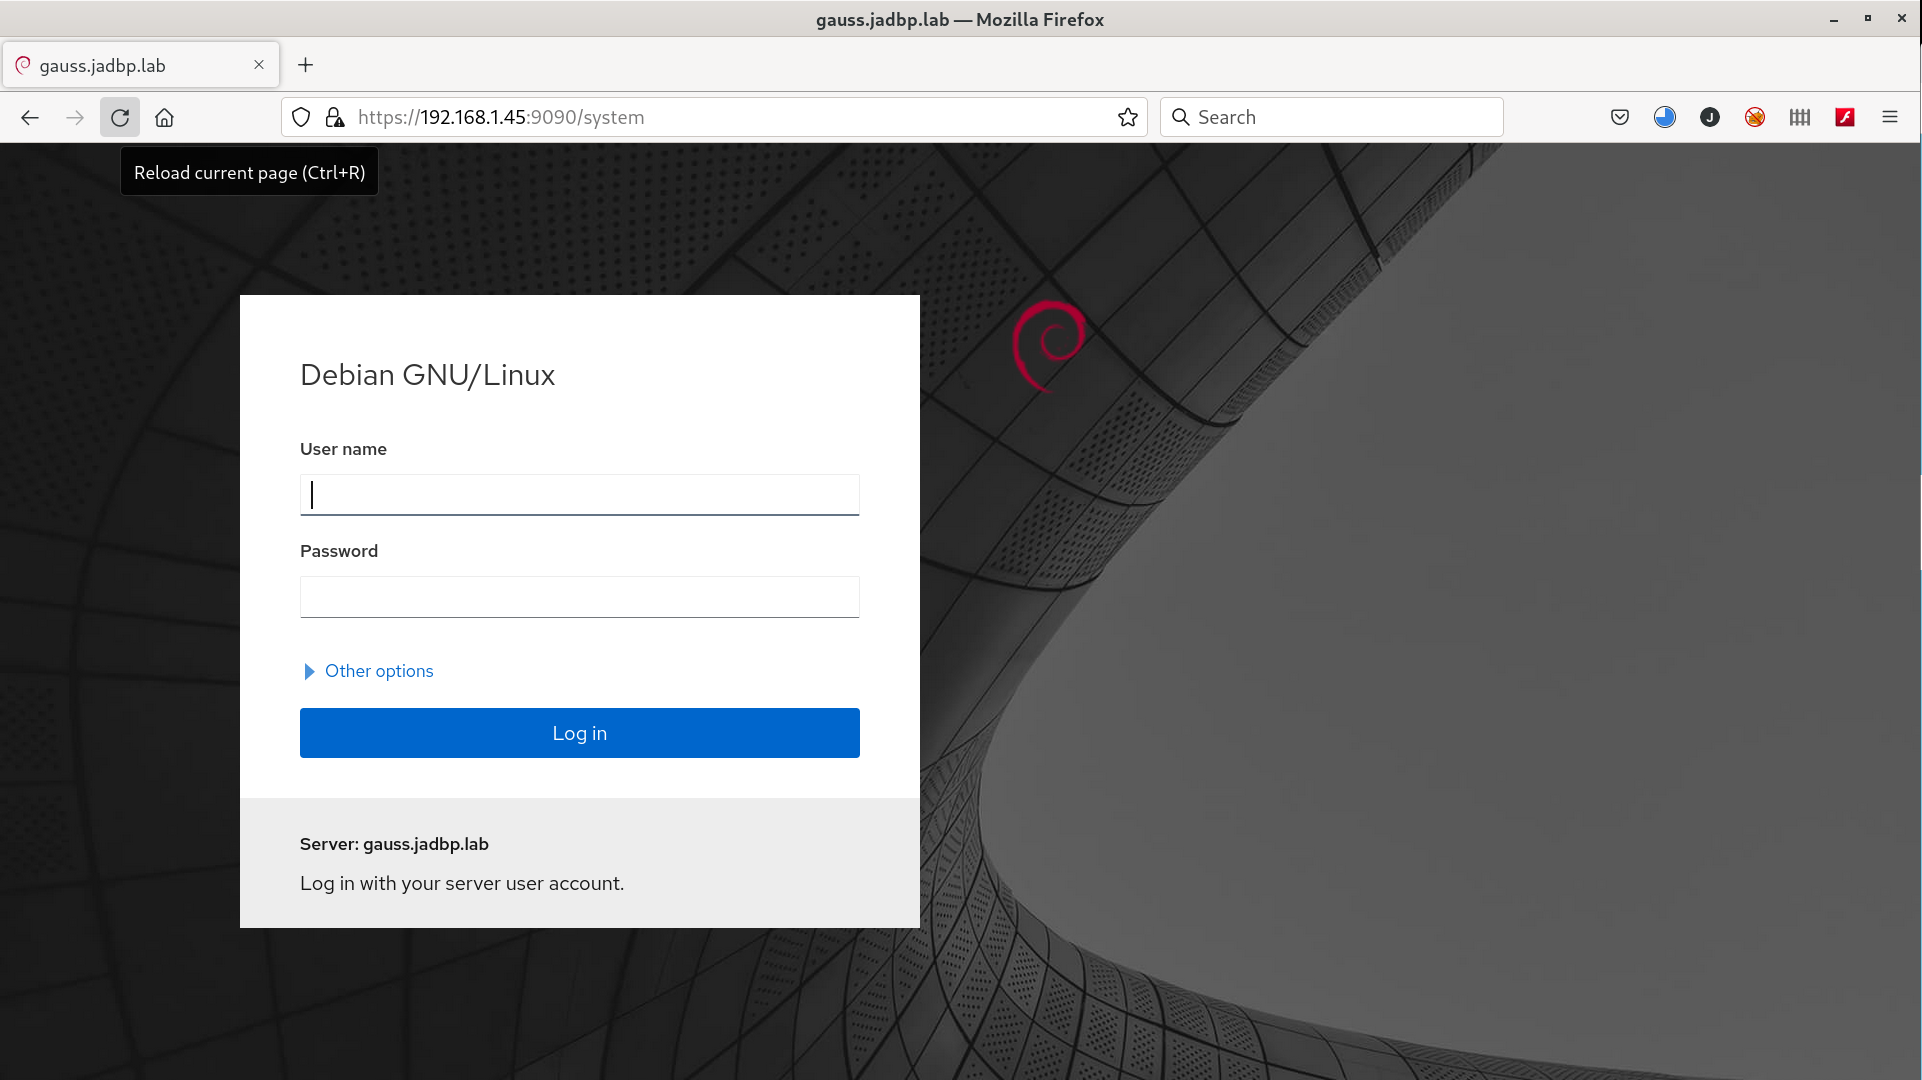 gauss.jadbp.lab — Mozilla Firefox
gauss.jadbp.lab
https://192.168.1.45:9090/system
Search
J
Reload current page (Ctrl+R)
Debian GNU/Linux
User name
Password
Other options
Log in
Server: gauss.jadbp.lab
Log in with your server user account.